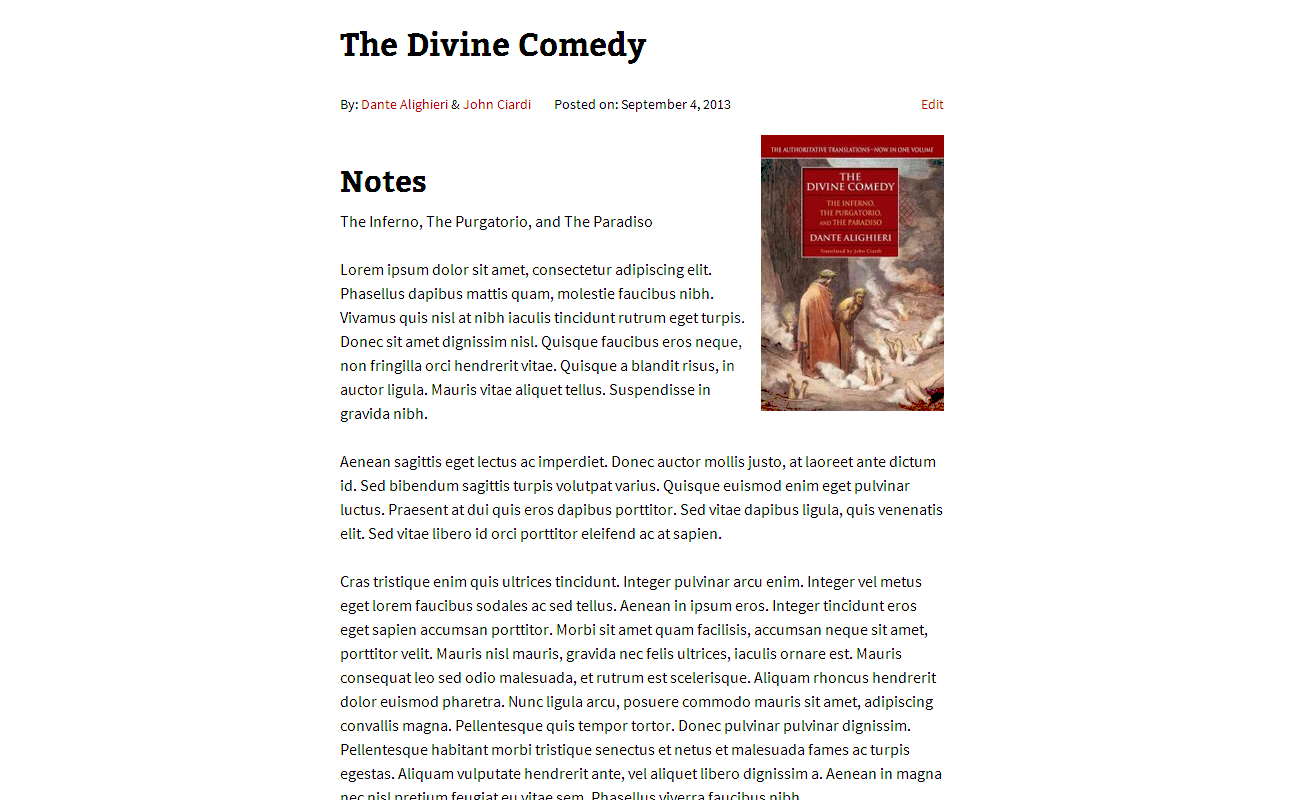 The Divine Comedy
By: Dante Alighieri & John Ciardi Posted on: September 4, 2013 Edit
THE AUTHORITATIVE TRANSLATIONS—NOW IN ONE VOLUME
THE
DIVINE COMEDY
THE INFERNO,
THE PURGATORIO,
AND THE PARADISO
DANTE ALIGHIERI
Translated by John Ciardi
Notes
The Inferno, The Purgatorio, and The Paradiso
Lorem ipsum dolor sit amet, consectetur adipiscing elit.
Phasellus dapibus mattis quam, molestie faucibus nibh.
Vivamus quis nisl at nibh iaculis tincidunt rutrum eget turpis.
Donec sit amet dignissim nisl. Quisque faucibus eros neque,
non fringilla orci hendrerit vitae. Quisque a blandit risus, in
auctor ligula. Mauris vitae aliquet tellus. Suspendisse in
gravida nibh.
Aenean sagittis eget lectus ac imperdiet. Donec auctor mollis justo, at laoreet ante dictum
id. Sed bibendum sagittis turpis volutpat varius. Quisque euismod enim eget pulvinar
luctus. Praesent at dui quis eros dapibus porttitor. Sed vitae dapibus ligula, quis venenatis
elit. Sed vitae libero id orci porttitor eleifend ac at sapien.
Cras tristique enim quis ultrices tincidunt. Integer pulvinar arcu enim. Integer vel metus
eget lorem faucibus sodales ac sed tellus. Aenean in ipsum eros. Integer tincidunt eros
eget sapien accumsan porttitor. Morbi sit amet quam facilisis, accumsan neque sit amet,
porttitor velit. Mauris nisl mauris, gravida nec felis ultrices, iaculis ornare est. Mauris
consequat leo sed odio malesuada, et rutrum est scelerisque. Aliquam rhoncus hendrerit
dolor euismod pharetra. Nunc ligula arcu, posuere commodo mauris sit amet, adipiscing
convallis magna. Pellentesque quis tempor tortor. Donec pulvinar pulvinar dignissim.
Pellentesque habitant morbi tristique senectus et netus et malesuada fames ac turpis
egestas. Aliquam vulputate hendrerit ante, vel aliquet libero dignissim a. Aenean in magna
nec nisl pretium feugiat eu vitae sem. Phasellus viverra faucibus nibh